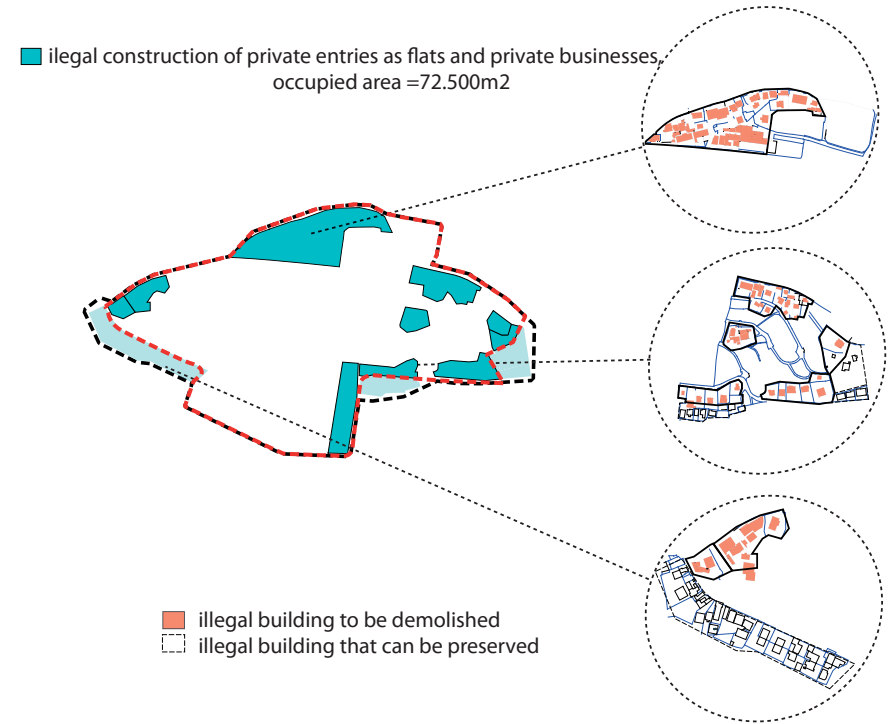 ilegal construction of private entries as flats and private businesses,
occupied area =72.500m2
illegal building to be demolished
illegal building that can be preserved